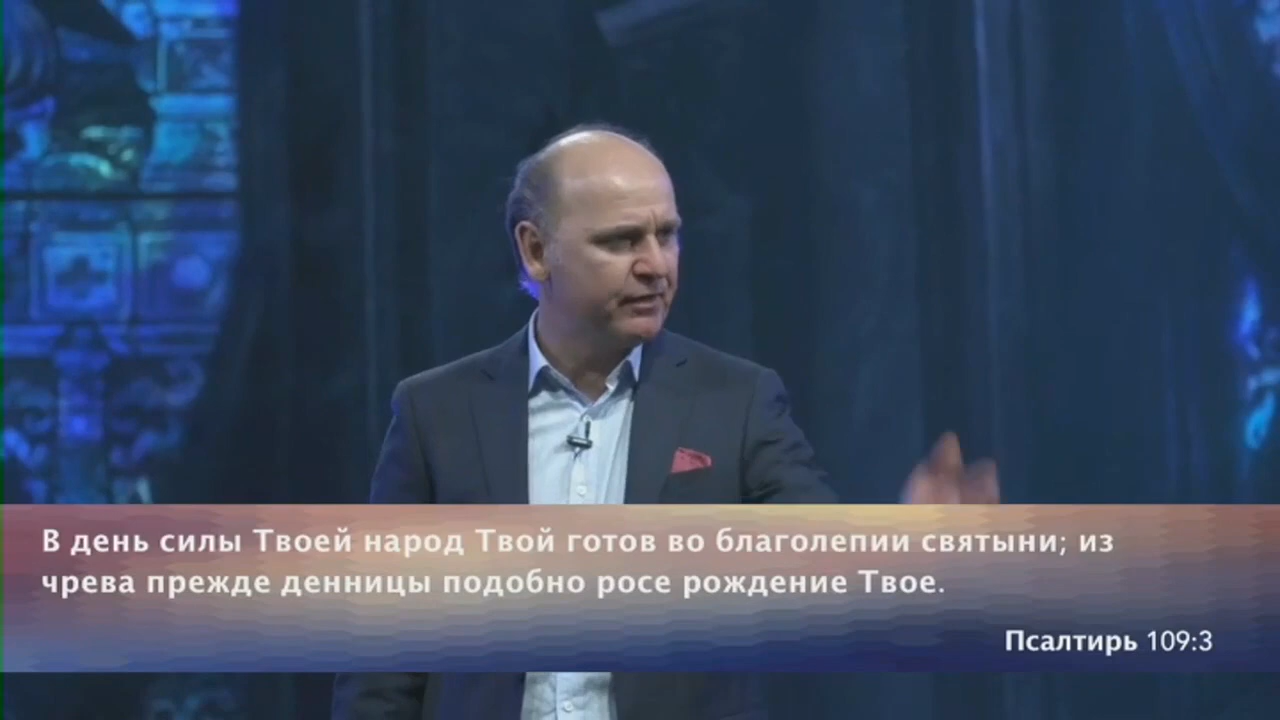 В день силы Твоей народ Твой готов во благолепии святыни; из
чрева прежде денницы подобно росе рождение Твое.
Псалтирь 109:3